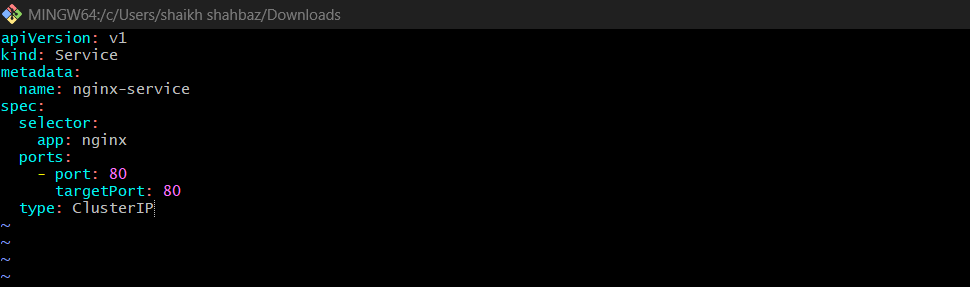 MINGW64:/c/Users/shaikh shahbaz/Downloads
apiVersion: v1
kind: Service
metadata:
  name: nginx-service
spec:
  selector:
    app: nginx
  ports:
    - port: 80
      targetPort: 80
  type: ClusterIP
~
~
~
~